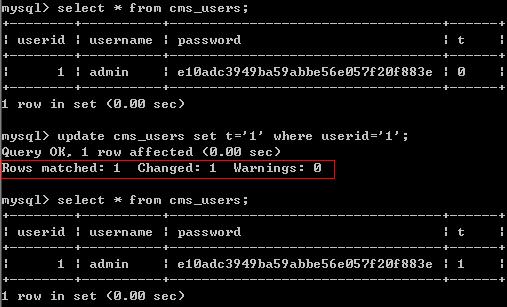 mysql> select * from cms_users;
+--------+----------+----------------------------------+------+
¦ userid ¦ username ¦ password                         ¦ t    ¦
+--------+----------+----------------------------------+------+
¦      1 ¦ admin    ¦ e10adc3949ba59abbe56e057f20f883e ¦ 0    ¦
+--------+----------+----------------------------------+------+
1 row in set (0.00 sec)
mysql> update cms_users set t='1' where userid='1';
Query OK, 1 row affected (0.00 sec)
Rows matched: 1  Changed: 1  Warnings: 0
mysql> select * from cms_users;
+--------+----------+----------------------------------+------+
¦ userid ¦ username ¦ password                         ¦ t    ¦
+--------+----------+----------------------------------+------+
¦      1 ¦ admin    ¦ e10adc3949ba59abbe56e057f20f883e ¦ 1    ¦
+--------+----------+----------------------------------+------+
1 row in set (0.00 sec)